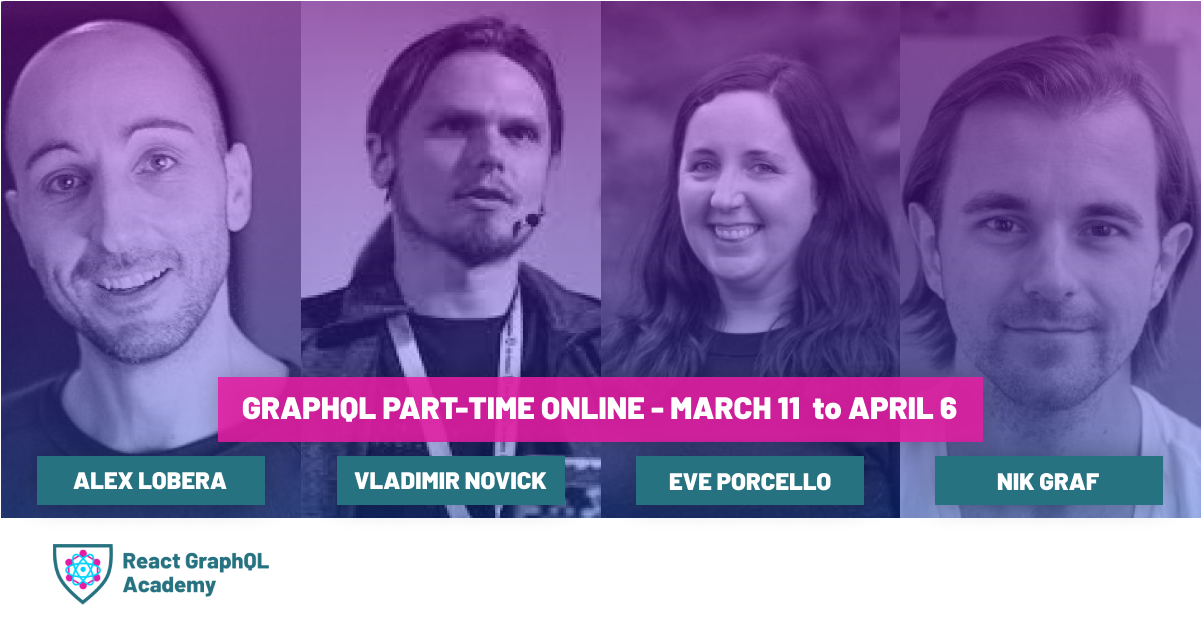 GRAPHQL PART-TIME ONLINE - MARCH 11 to APRIL 6
ALEX LOBERA
VLADIMIR NOVICK
EVE PORCELLO
NIK GRAF
React GraphQL
Academy